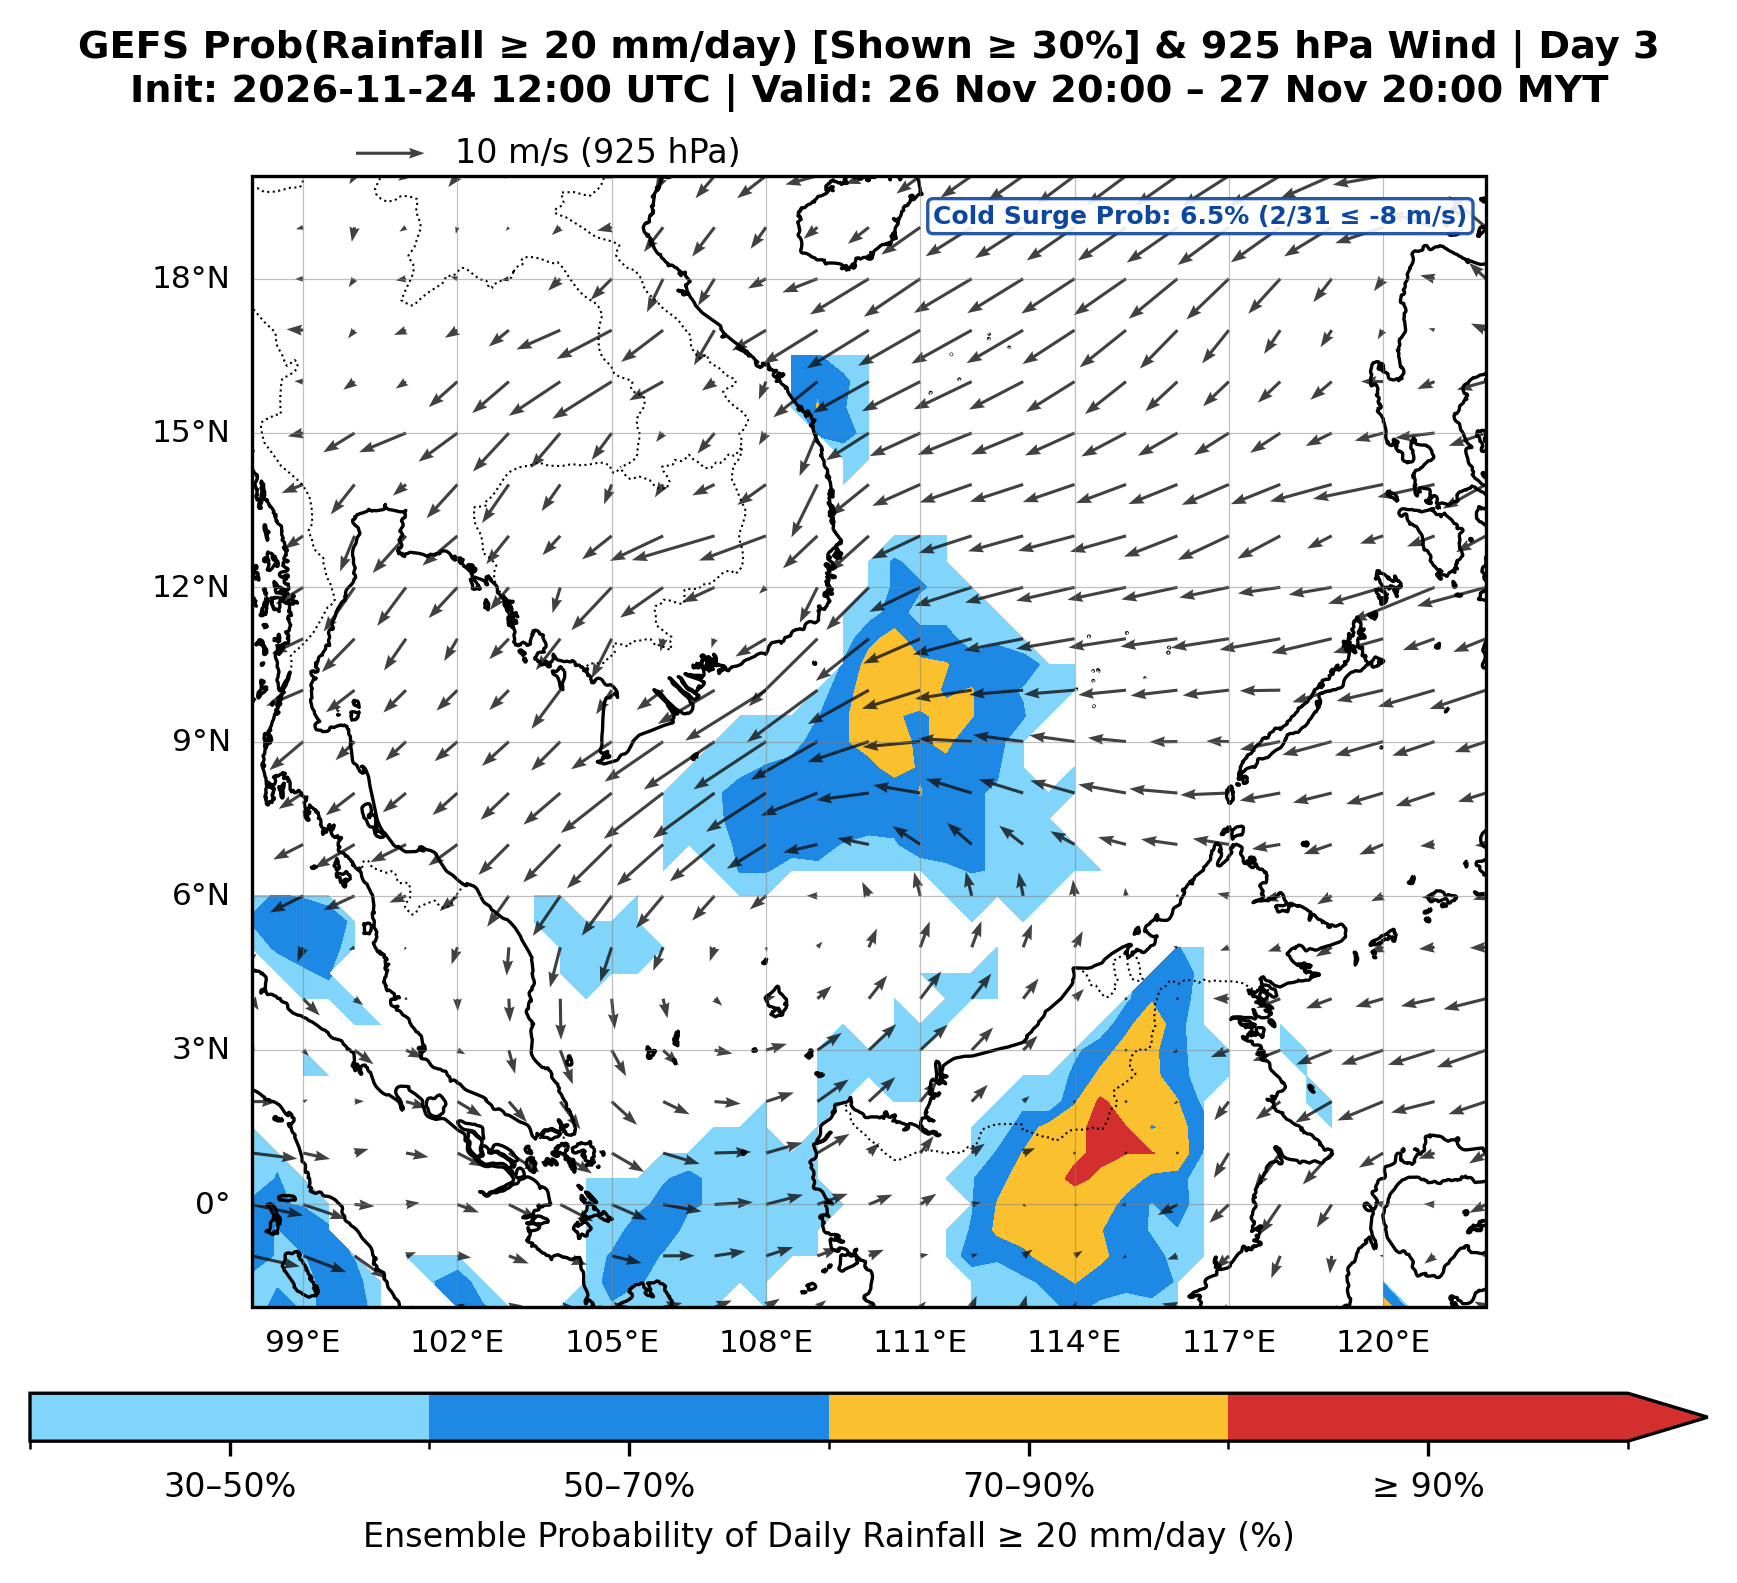 GEFS Prob(Rainfall ≥ 20 mm/day) [Shown ≥ 30%] & 925 hPa Wind | Day 3
Init: 2026-11-24 12:00 UTC | Valid: 26 Nov 20:00 – 27 Nov 20:00 MYT
10 m/s (925 hPa)
Cold Surge Prob: 6.5% (2/31 ≤ -8 m/s)
18°N
15°N
12°N
9°N
6°N
3°N
0°
99°E 102°E 105°E 108°E 111°E 114°E 117°E 120°E
30–50% 50–70% 70–90% ≥ 90%
Ensemble Probability of Daily Rainfall ≥ 20 mm/day (%)